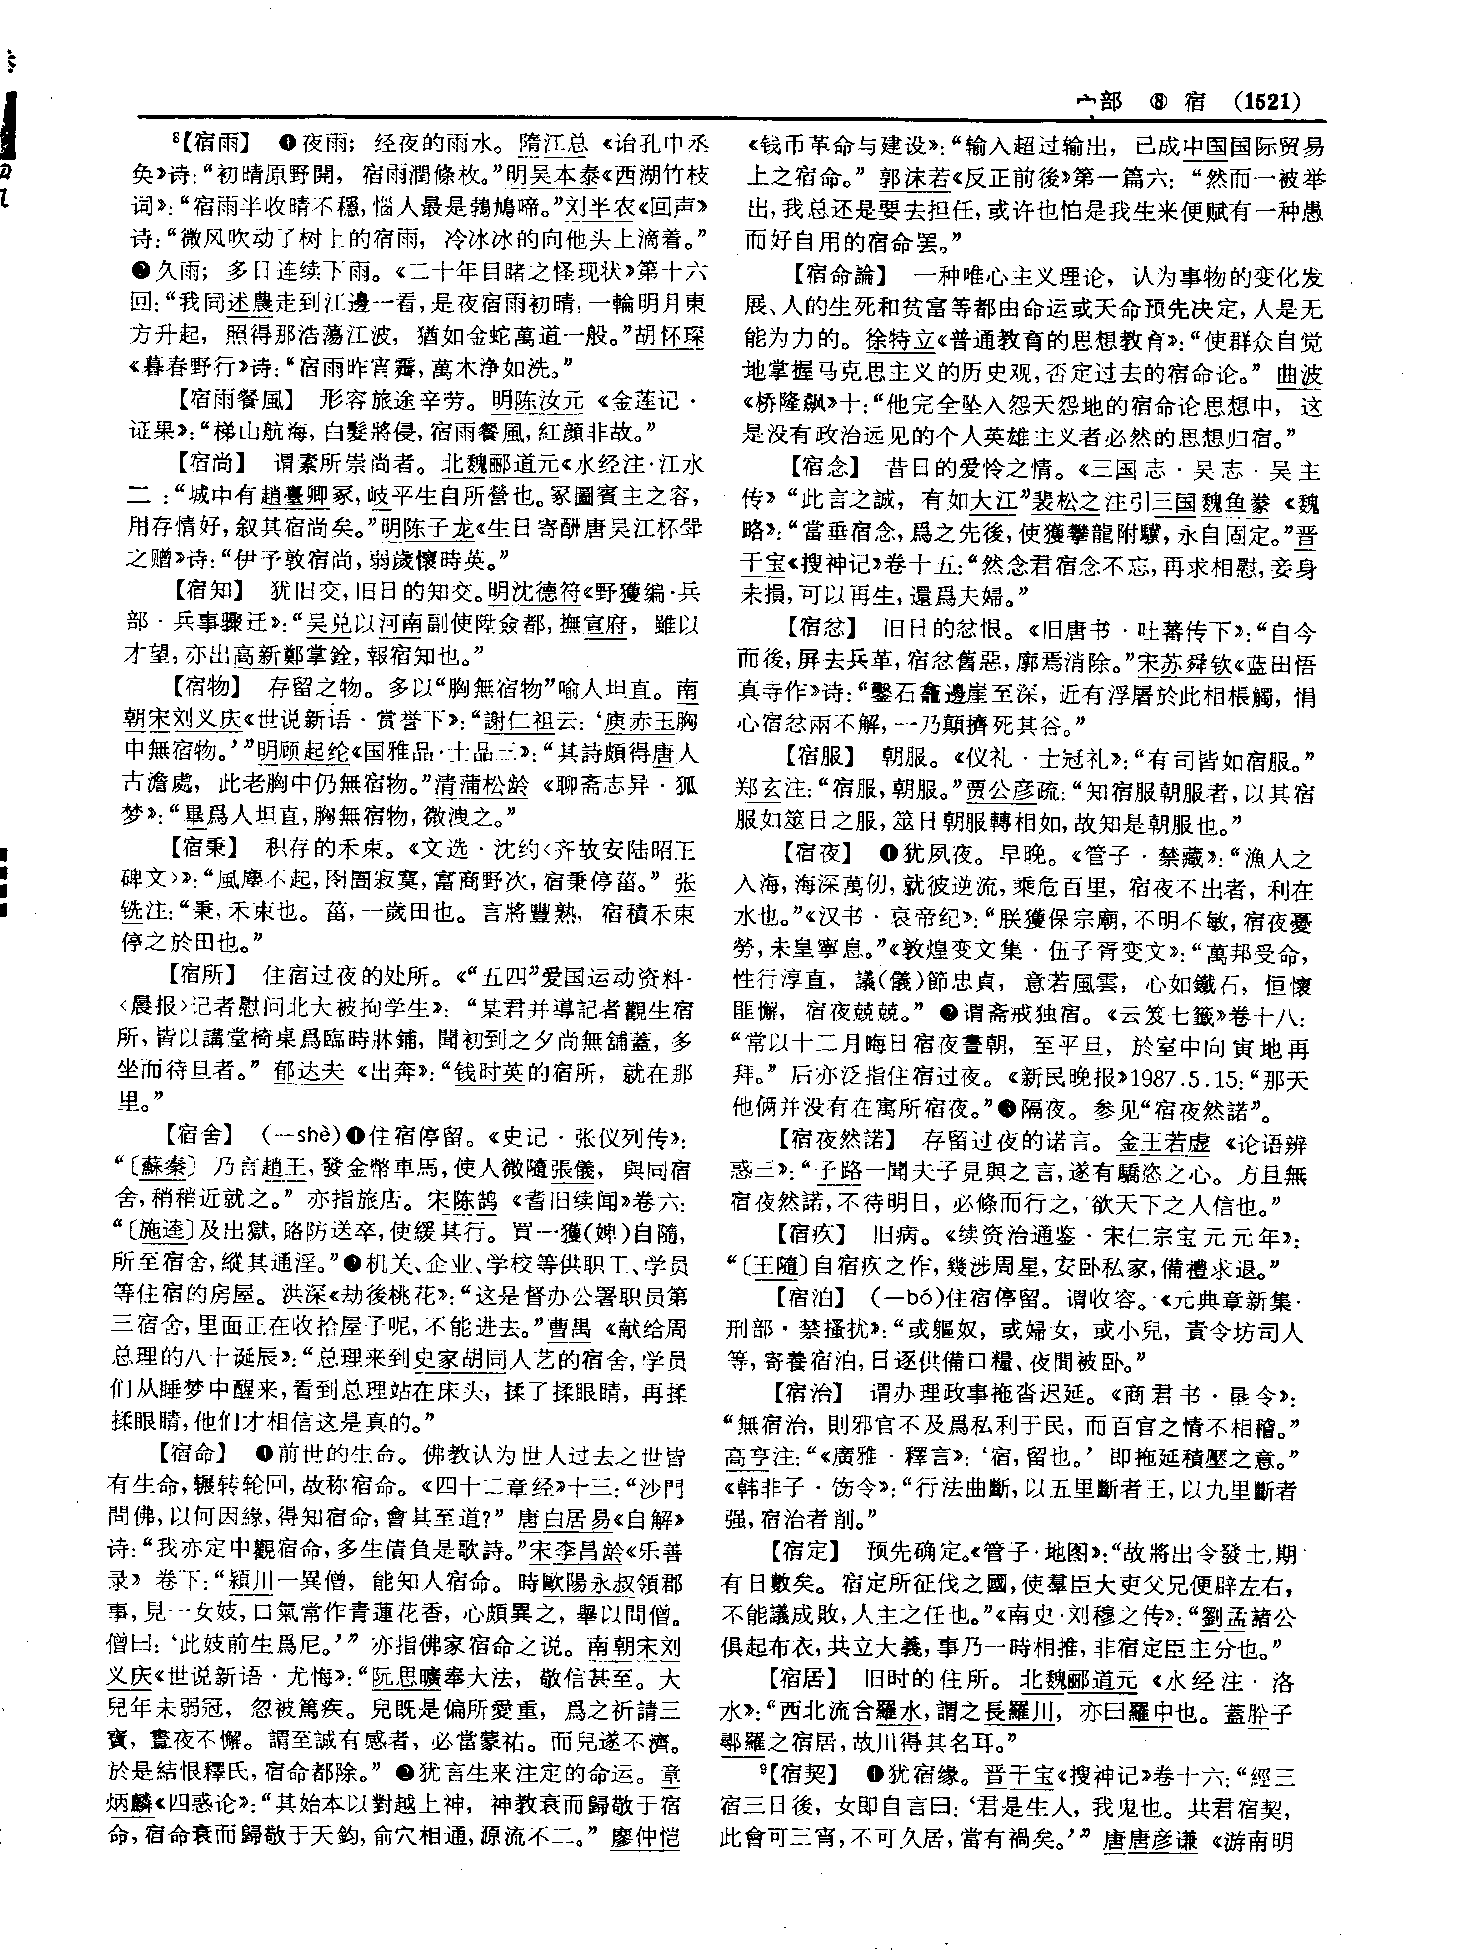 宀部 ⑧ 宿 (1521)
⁸【宿雨】 ❶夜雨；经夜的雨水。隋江总《诒孔中丞
奂》诗：“初晴原野開，宿雨潤條枚。”明吴本泰《西湖竹枝
词》：“宿雨半收晴不穩，惱人最是鵓鳩啼。”刘半农《回声》
诗：“微风吹动了树上的宿雨，冷冰冰的向他头上滴着。”
❷久雨；多日连续下雨。《二十年目睹之怪现状》第十六
回：“我同述農走到江邊一看，是夜宿雨初晴，一輪明月東
方升起，照得那浩蕩江波，猶如金蛇萬道一般。”胡怀琛
《暮春野行》诗：“宿雨昨宵霽，萬木净如洗。”
【宿雨餐風】 形容旅途辛劳。明陈汝元《金莲记·
证果》：“梯山航海，白髮將侵，宿雨餐風，紅顔非故。”
【宿尚】 谓素所崇尚者。北魏郦道元《水经注·江水
二：“城中有趙臺卿冢，岐平生自所營也。冢圖賓主之容，
用存情好，叙其宿尚矣。”明陈子龙《生日寄酬唐吴江杯斝
之赠》诗：“伊予敦宿尚，弱歲懷時英。”
【宿知】 犹旧交，旧日的知交。明沈德符《野獲编·兵
部·兵事骤迁》：“吴兑以河南副使陞僉都，撫宣府，雖以
才望，亦出高新鄭掌銓，報宿知也。”
【宿物】 存留之物。多以“胸無宿物”喻人坦直。南
朝宋刘义庆《世说新语·赏誉下》：“謝仁祖云：‘庾赤玉胸
中無宿物。’”明顾起纶《国雅品·士品三》：“其詩頗得唐人
古澹處，此老胸中仍無宿物。”清蒲松龄《聊斋志异·狐
梦》：“畢爲人坦直，胸無宿物，微洩之。”
【宿秉】 积存的禾束。《文选·沈约〈齐故安陆昭王
碑文〉》：“風塵不起，囹圄寂寞，富商野次，宿秉停菑。”张
铣注：“秉，禾束也。菑，一歲田也。言將豐熟，宿積禾束
停之於田也。”
【宿所】 住宿过夜的处所。《“五四”爱国运动资料·
〈晨报〉记者慰问北大被拘学生》：“某君并導記者觀生宿
所，皆以講堂椅桌爲臨時牀鋪，聞初到之夕尚無舖蓋，多
坐而待旦者。”郁达夫《出奔》：“钱时英的宿所，就在那
里。”
【宿舍】 （—shè）❶住宿停留。《史记·张仪列传》：
“〔蘇秦〕乃言趙王，發金幣車馬，使人微隨張儀，與同宿
舍，稍稍近就之。”亦指旅店。宋陈鹄《耆旧续闻》卷六：
“〔施逵〕及出獄，賂防送卒，使緩其行。買一獲(婢)自隨，
所至宿舍，縱其通淫。”❷机关、企业、学校等供职工、学员
等住宿的房屋。洪深《劫後桃花》：“这是督办公署职员第
三宿舍，里面正在收拾屋子呢，不能进去。”曹禺《献给周
总理的八十诞辰》：“总理来到史家胡同人艺的宿舍，学员
们从睡梦中醒来，看到总理站在床头，揉了揉眼睛，再揉
揉眼睛，他们才相信这是真的。”
【宿命】 ❶前世的生命。佛教认为世人过去之世皆
有生命，辗转轮回，故称宿命。《四十二章经》十三：“沙門
問佛，以何因緣，得知宿命，會其至道？”唐白居易《自解》
诗：“我亦定中觀宿命，多生債負是歌詩。”宋李昌龄《乐善
录》卷下：“穎川一異僧，能知人宿命。時歐陽永叔領郡
事，見一女妓，口氣常作青蓮花香，心頗異之，舉以問僧。
僧曰：‘此妓前生爲尼。’”亦指佛家宿命之说。南朝宋刘
义庆《世说新语·尤悔》：“阮思曠奉大法，敬信甚至。大
兒年未弱冠，忽被篤疾。兒既是偏所愛重，爲之祈請三
寶，晝夜不懈。謂至誠有感者，必當蒙祐。而兒遂不濟。
於是結恨釋氏，宿命都除。”❷犹言生来注定的命运。章
炳麟《四惑论》：“其始本以對越上神，神教衰而歸敬于宿
命，宿命衰而歸敬于天鈞，俞穴相通，源流不二。”廖仲恺
《钱币革命与建设》：“输入超过输出，已成中国国际贸易
上之宿命。”郭沫若《反正前後》第一篇六：“然而一被举
出，我总还是要去担任，或许也怕是我生来便赋有一种愚
而好自用的宿命罢。”
【宿命論】 一种唯心主义理论，认为事物的变化发
展、人的生死和贫富等都由命运或天命预先决定，人是无
能为力的。徐特立《普通教育的思想教育》：“使群众自觉
地掌握马克思主义的历史观，否定过去的宿命论。”曲波
《桥隆飙》十：“他完全坠入怨天怨地的宿命论思想中，这
是没有政治远见的个人英雄主义者必然的思想归宿。”
【宿念】 昔日的爱怜之情。《三国志·吴志·吴主
传》“此言之誠，有如大江”裴松之注引三国魏鱼豢《魏
略》：“當垂宿念，爲之先後，使獲攀龍附驥，永自固定。”晋
干宝《搜神记》卷十五：“然念君宿念不忘，再求相慰，妾身
未損，可以再生，還爲夫婦。”
【宿忿】 旧日的忿恨。《旧唐书·吐蕃传下》：“自今
而後，屏去兵革，宿忿舊惡，廓焉消除。”宋苏舜钦《蓝田悟
真寺作》诗：“鑿石龕邊崖至深，近有浮屠於此相棖觸，悁
心宿忿兩不解，一乃顛擠死其谷。”
【宿服】 朝服。《仪礼·士冠礼》：“有司皆如宿服。”
郑玄注：“宿服，朝服。”贾公彦疏：“知宿服朝服者，以其宿
服如筮日之服，筮日朝服轉相如，故知是朝服也。”
【宿夜】 ❶犹夙夜。早晚。《管子·禁藏》：“漁人之
入海，海深萬仞，就彼逆流，乘危百里，宿夜不出者，利在
水也。”《汉书·哀帝纪》：“朕獲保宗廟，不明不敏，宿夜憂
勞，未皇寧息。”《敦煌变文集·伍子胥变文》：“萬邦受命，
性行淳直，議(儀)節忠貞，意若風雲，心如鐵石，恒懷
匪懈，宿夜兢兢。”❷谓斋戒独宿。《云笈七籤》卷十八：
“常以十二月晦日宿夜晝朝，至平旦，於室中向寅地再
拜。”后亦泛指住宿过夜。《新民晚报》1987.5.15：“那天
他俩并没有在寓所宿夜。”❸隔夜。参见“宿夜然諾”。
【宿夜然諾】 存留过夜的诺言。金王若虚《论语辨
惑三》：“子路一聞夫子見與之言，遂有驕恣之心。方且無
宿夜然諾，不待明日，必條而行之，欲天下之人信也。”
【宿疚】 旧病。《续资治通鉴·宋仁宗宝元元年》：
“〔王隨〕自宿疚之作，幾涉周星，安卧私家，備禮求退。”
【宿泊】 （—bó）住宿停留。谓收容。《元典章新集·
刑部·禁搔扰》：“或軀奴，或婦女，或小兒，責令坊司人
等，寄養宿泊，日逐供備口糧、夜間被卧。”
【宿治】 谓办理政事拖沓迟延。《商君书·垦令》：
“無宿治，則邪官不及爲私利于民，而百官之情不相稽。”
高亨注：“《廣雅·釋言》：‘宿，留也。’即拖延積壓之意。”
《韩非子·饬令》：“行法曲斷，以五里斷者王，以九里斷者
强，宿治者削。”
【宿定】 预先确定。《管子·地图》：“故將出令發士，期
有日數矣。宿定所征伐之國，使羣臣大吏父兄便辟左右，
不能議成敗，人主之任也。”《南史·刘穆之传》：“劉孟諸公
俱起布衣，共立大義，事乃一時相推，非宿定臣主分也。”
【宿居】 旧时的住所。北魏郦道元《水经注·洛
水》：“西北流合羅水，謂之長羅川，亦曰羅中也。蓋肸子
鄩羅之宿居，故川得其名耳。”
⁹【宿契】 ❶犹宿缘。晋干宝《搜神记》卷十六：“經三
宿三日後，女即自言曰：‘君是生人，我鬼也。共君宿契，
此會可三宵，不可久居，當有禍矣。’”唐唐彦谦《游南明